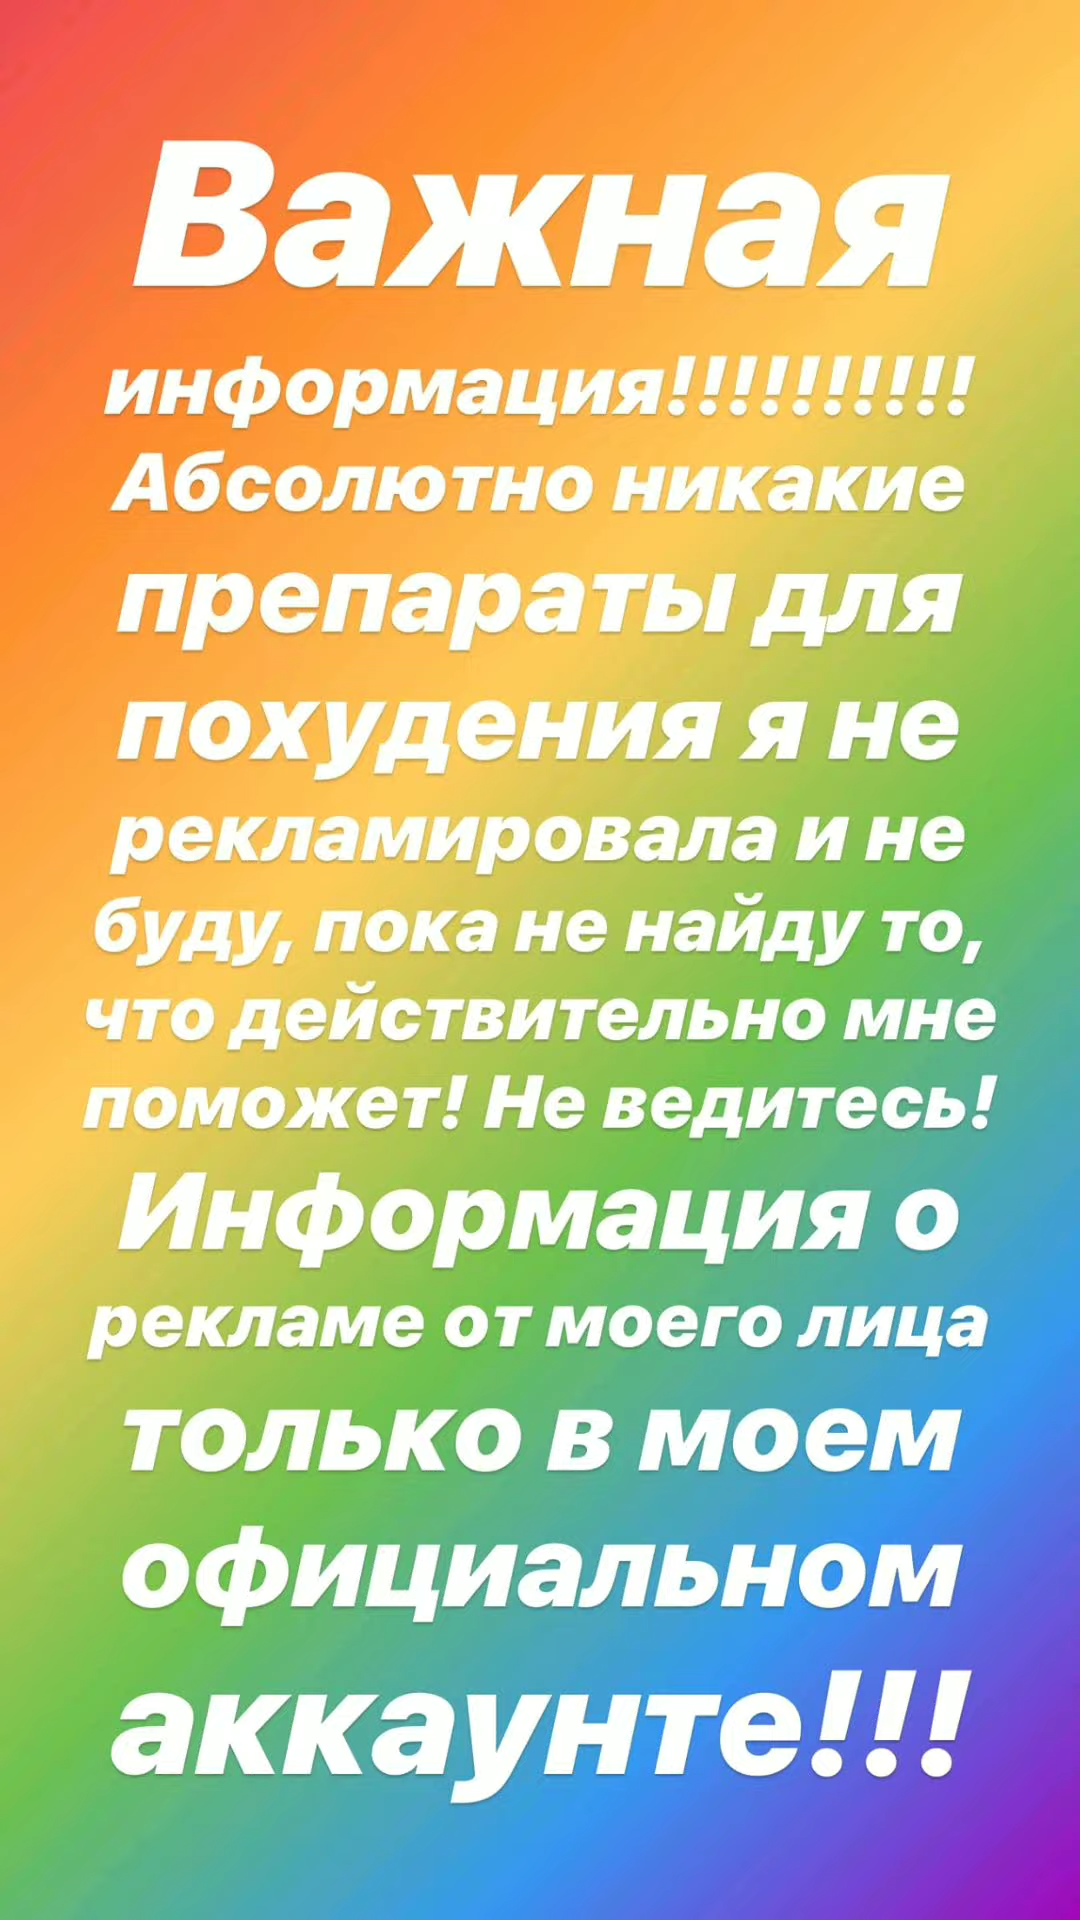 Важная
информация!!!!!!!!!!
Абсолютно никакие
препараты для
похудения я не
рекламировала и не
буду, пока не найду то,
что действительно мне
поможет! Не ведитесь!
Информация о
рекламе от моего лица
только в моем
официальном
аккаунте!!!